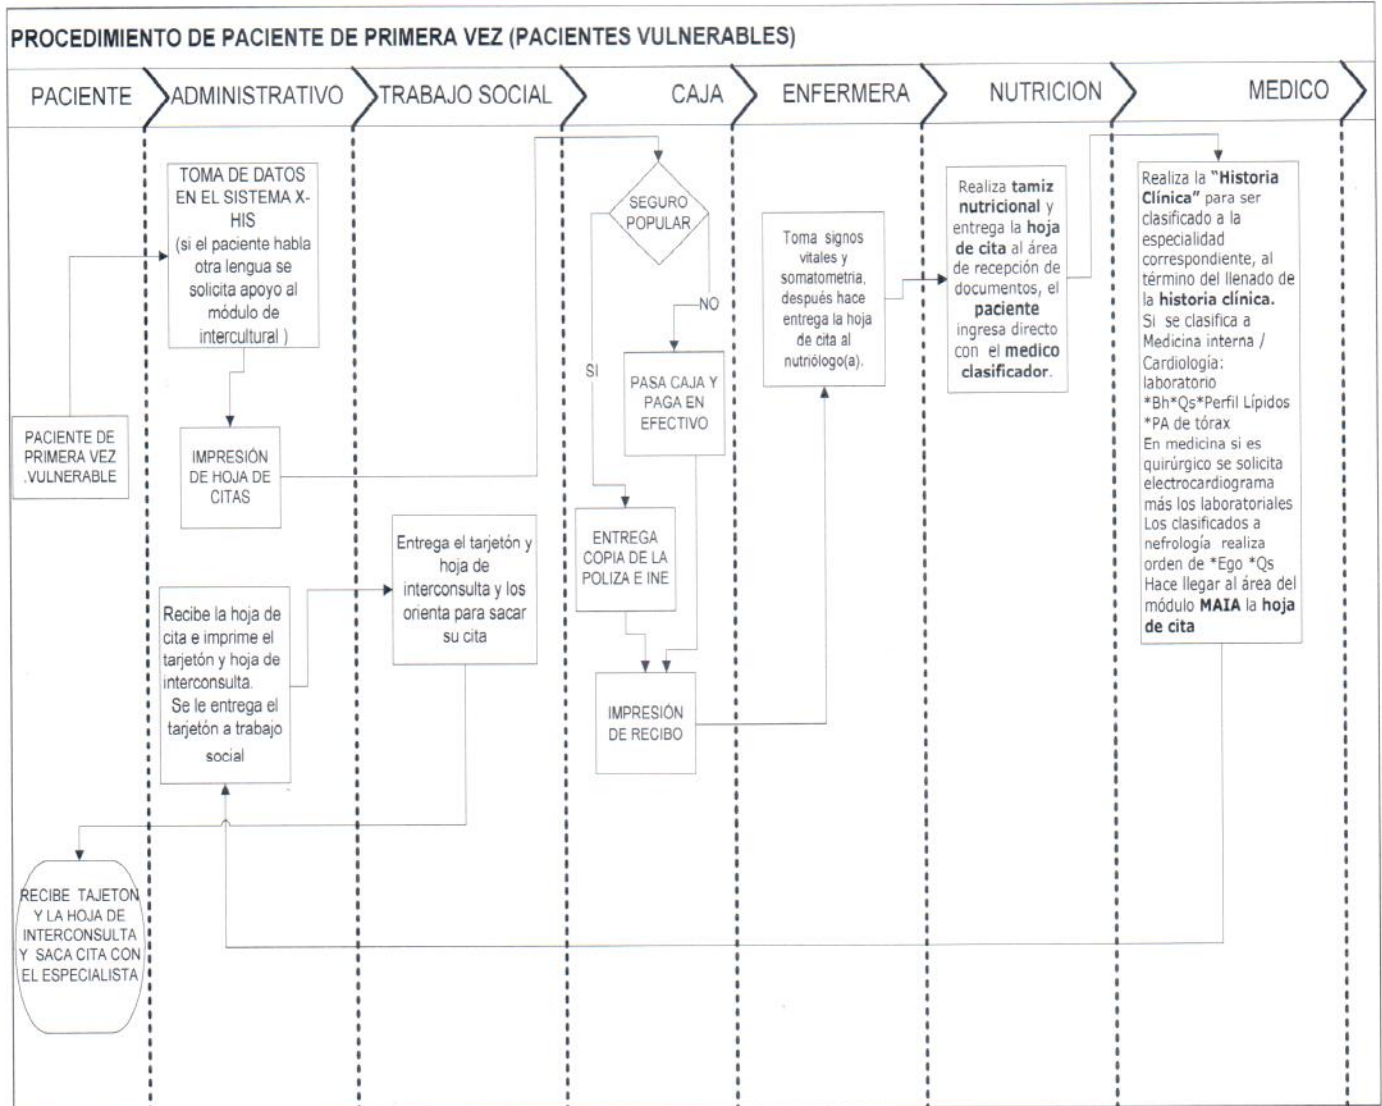 PROCEDIMIENTO DE PACIENTE DE PRIMERA VEZ (PACIENTES VULNERABLES)
PACIENTE
ADMINISTRATIVO
TRABAJO SOCIAL
CAJA
ENFERMERA
NUTRICION
MEDICO
PACIENTE DE
PRIMERA VEZ
.VULNERABLE
TOMA DE DATOS
EN EL SISTEMA X-
HIS
(si el paciente habla
otra lengua se
solicita apoyo al
módulo de
intercultural )
IMPRESIÓN
DE HOJA DE
CITAS
SEGURO
POPULAR
NO
SI
PASA CAJA Y
PAGA EN
EFECTIVO
ENTREGA
COPIA DE LA
POLIZA E INE
IMPRESIÓN
DE RECIBO
Toma signos
vitales y
somatometria,
después hace
entrega la hoja
de cita al
nutriólogo(a).
Realiza tamiz
nutricional y
entrega la hoja
de cita al área
de recepción de
documentos, el
paciente
ingresa directo
con el medico
clasificador.
Realiza la "Historia
Clínica" para ser
clasificado a la
especialidad
correspondiente, al
término del llenado de
la historia clínica.
Si se clasifica a
Medicina interna /
Cardiología:
laboratorio
*Bh*Qs*Perfil Lípidos
*PA de tórax
En medicina si es
quirúrgico se solicita
electrocardiograma
más los laboratoriales
Los clasificados a
nefrología realiza
orden de *Ego *Qs
Hace llegar al área del
módulo MAIA la hoja
de cita
Recibe la hoja de
cita e imprime el
tarjetón y hoja de
interconsulta.
Se le entrega el
tarjetón a trabajo
social
Entrega el tarjetón y
hoja de
interconsulta y los
orienta para sacar
su cita
RECIBE TAJETON
Y LA HOJA DE
INTERCONSULTA
Y SACA CITA CON
EL ESPECIALISTA